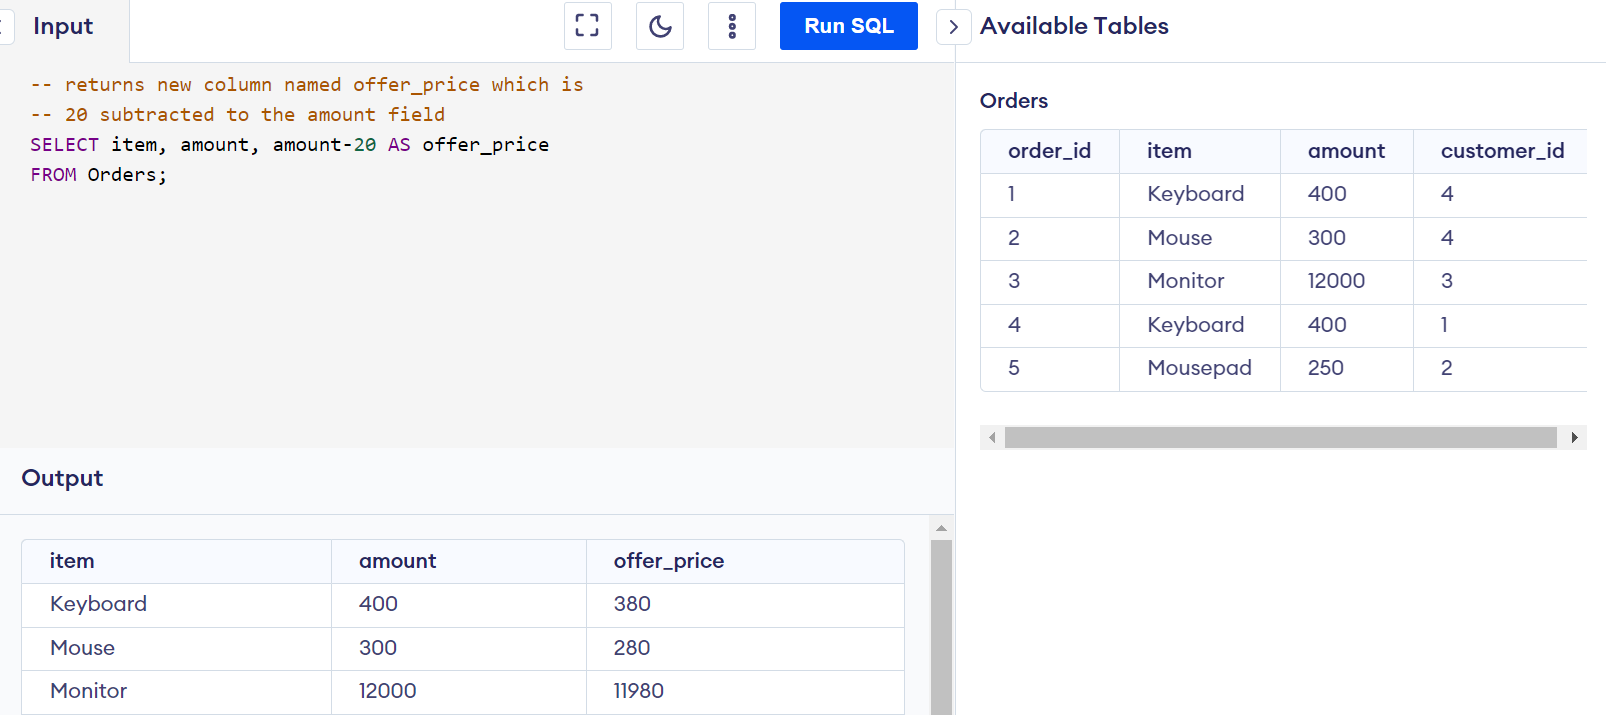 Input
Run SQL
Available Tables
-- returns new column named offer_price which is
-- 20 subtracted to the amount field
SELECT item, amount, amount-20 AS offer_price
FROM Orders;
Output
item amount offer_price
Keyboard 400 380
Mouse 300 280
Monitor 12000 11980
Orders
order_id item amount customer_id
1 Keyboard 400 4
2 Mouse 300 4
3 Monitor 12000 3
4 Keyboard 400 1
5 Mousepad 250 2